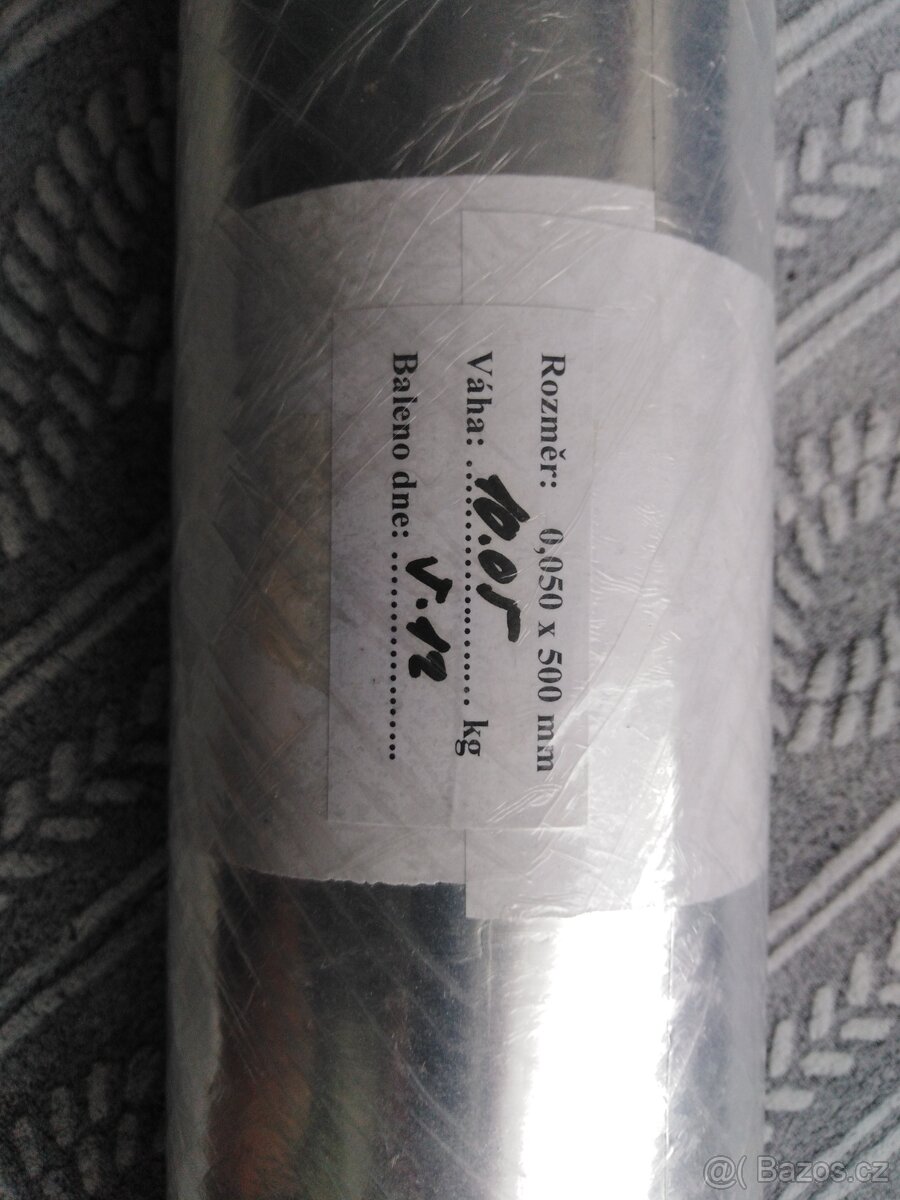 Rozměr: 0,050 x 500 mm
Váha: ..10.05.. kg
Baleno dne: ..V.12..
@( Bazos.cz